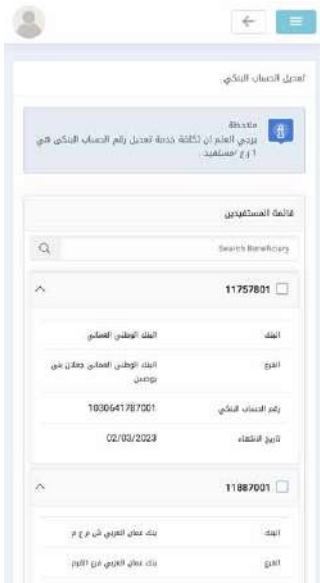 تعديل الحساب البنكي
ملاحظة
يرجي العلم ان تكلفة خدمة تعديل رقم الحساب البنكي هي
1 ر.ع /مستفيد.
قائمة المستفيدين
Search Beneficiary
11757801
البنك
البنك الوطني العماني
الفرع
البنك الوطني العماني جعلان بني
بوحسن
رقم الحساب البنكي
1030641787001
تاريخ الانتهاء
02/03/2023
11887001
البنك
بنك عمان العربي ش م ع م
الفرع
بنك عمان العربي فرع القرم